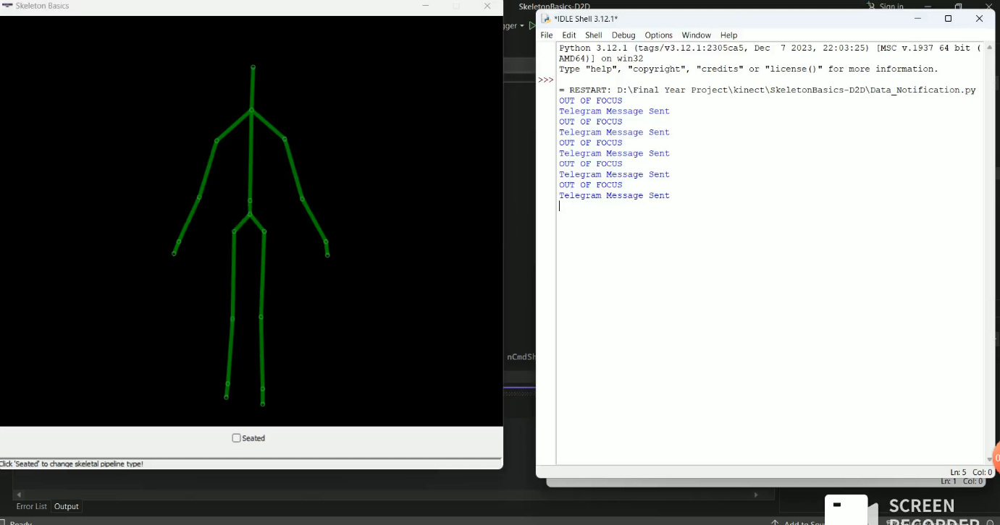 Skeleton Basics
SkeletonBasics-D2D
Sign in
gger
*IDLE Shell 3.12.1*
File Edit Shell Debug Options Window Help
Python 3.12.1 (tags/v3.12.1:2305ca5, Dec 7 2023, 22:03:25) [MSC v.1937 64 bit (
AMD64)] on win32
Type "help", "copyright", "credits" or "license()" for more information.
>>>
= RESTART: D:\Final Year Project\kinect\SkeletonBasics-D2D\Data_Notification.py
OUT OF FOCUS
Telegram Message Sent
OUT OF FOCUS
Telegram Message Sent
OUT OF FOCUS
Telegram Message Sent
OUT OF FOCUS
Telegram Message Sent
OUT OF FOCUS
Telegram Message Sent
nCmdSh
Seated
Click 'Seated' to change skeletal pipeline type!
Ln: 5 Col: 0
Ln: 1 Col: 0
Error List Output
Ready
Add to Sou
SCREEN
RECORDER